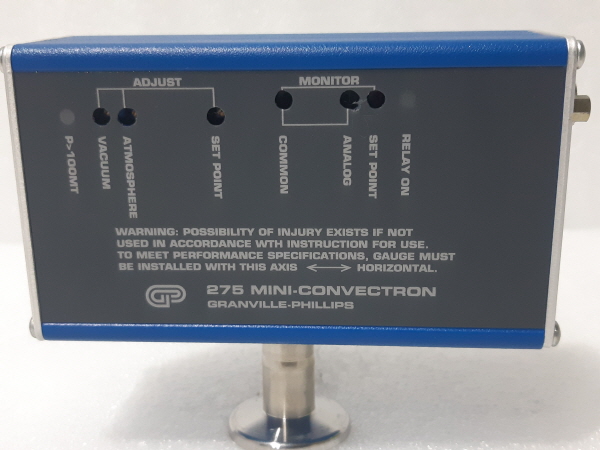 ADJUST
MONITOR
P>100MT
VACUUM
ATMOSPHERE
SET POINT
COMMON
ANALOG
SET POINT
RELAY ON
WARNING: POSSIBILITY OF INJURY EXISTS IF NOT
USED IN ACCORDANCE WTH INSTRUCTION FOR USE.
TO MEET PERFORMANCE SPECIFICATIONS, GAUGE MUST
BE INSTALLED WITH THIS AXIS <——> HORIZONTAL.
GP 275 MINI-CONVECTRON
GRANVILLE-PHILLIPS